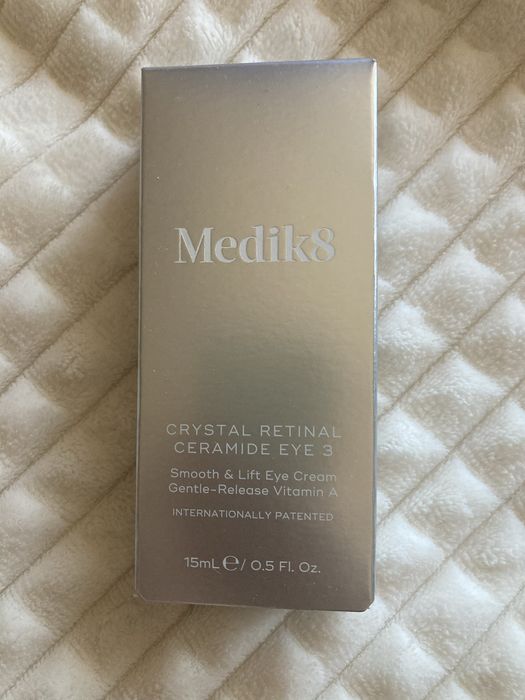 Medik8
CRYSTAL RETINAL
CERAMIDE EYE 3
Smooth & Lift Eye Cream
Gentle-Release Vitamin A
INTERNATIONALLY PATENTED
15mL ℮/ 0.5 Fl. Oz.